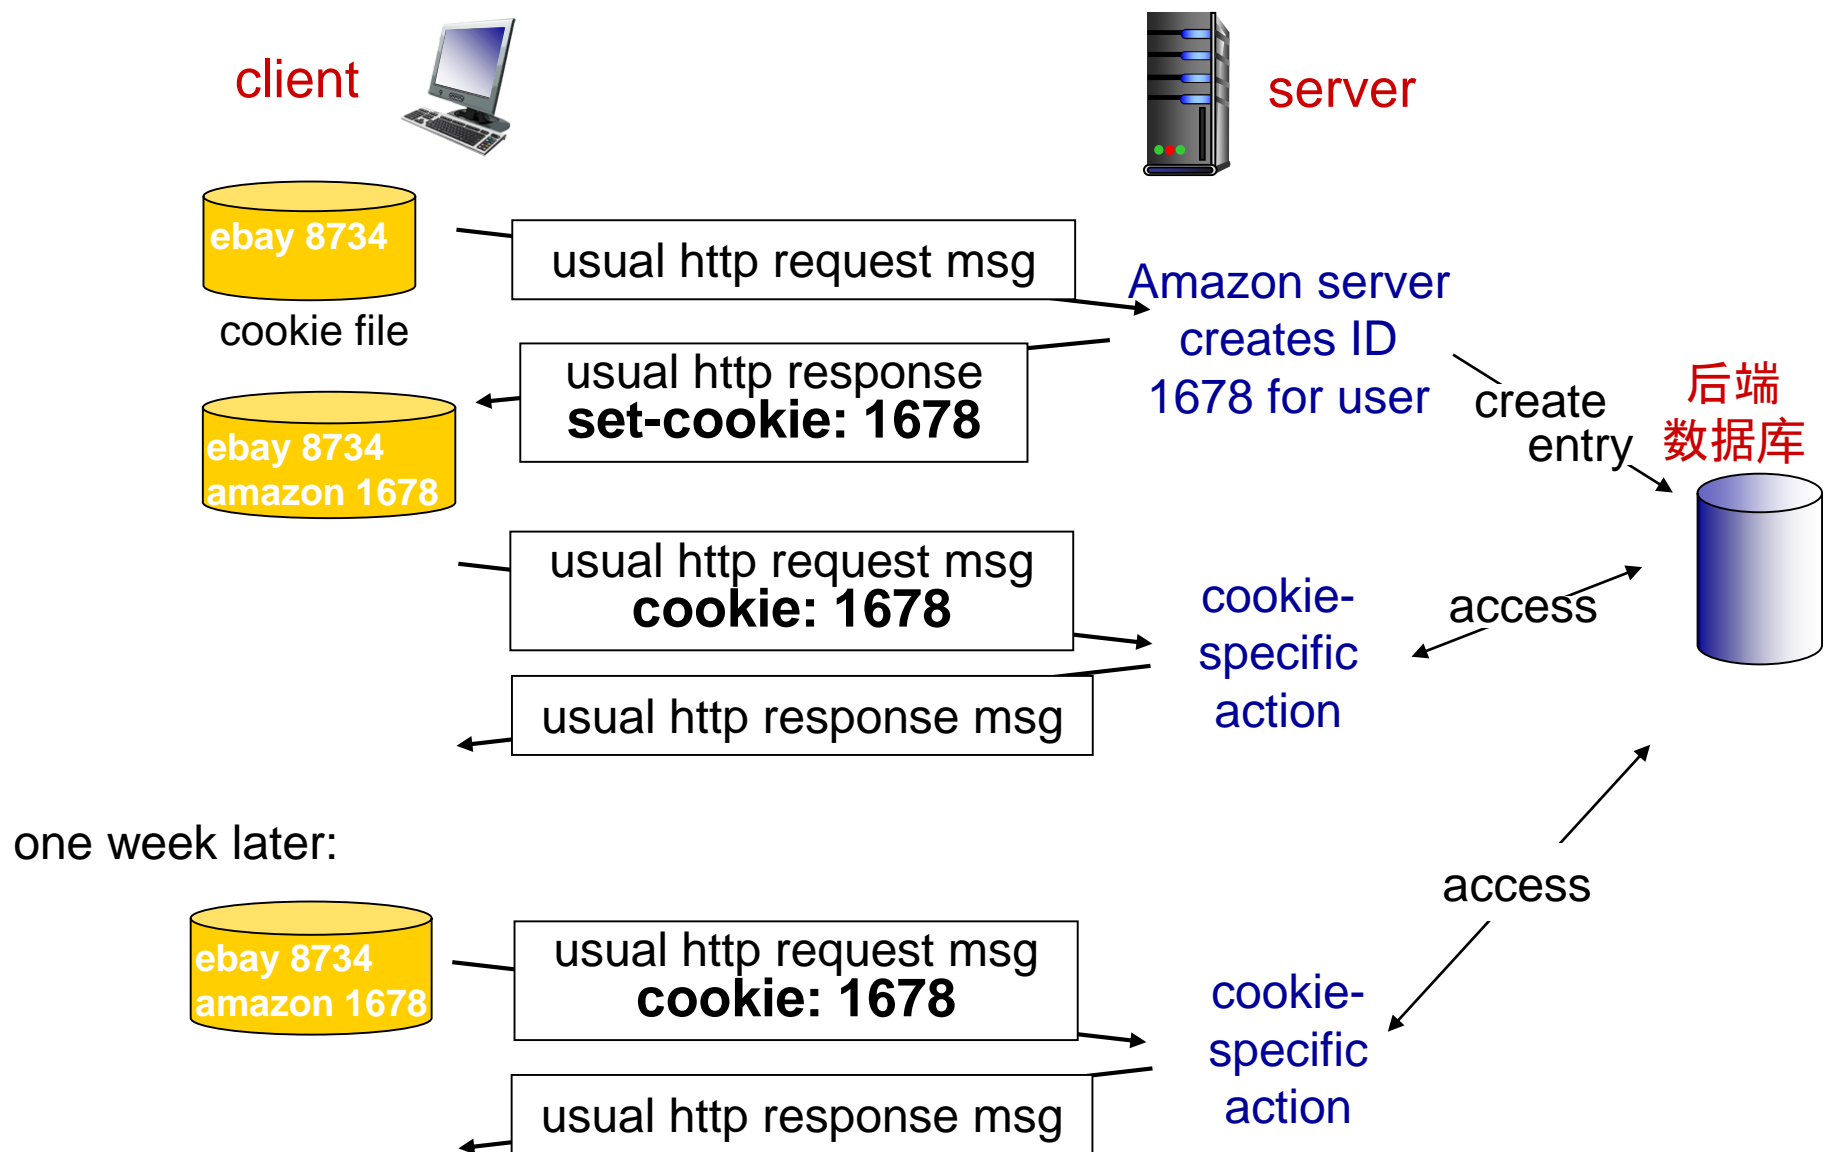 client
server
ebay 8734
cookie file
usual http request msg
Amazon server
creates ID
1678 for user
usual http response
set-cookie: 1678
create
entry
后端
数据库
ebay 8734
amazon 1678
usual http request msg
cookie: 1678
cookie-
specific
action
access
usual http response msg
one week later:
access
ebay 8734
amazon 1678
usual http request msg
cookie: 1678
cookie-
specific
action
usual http response msg